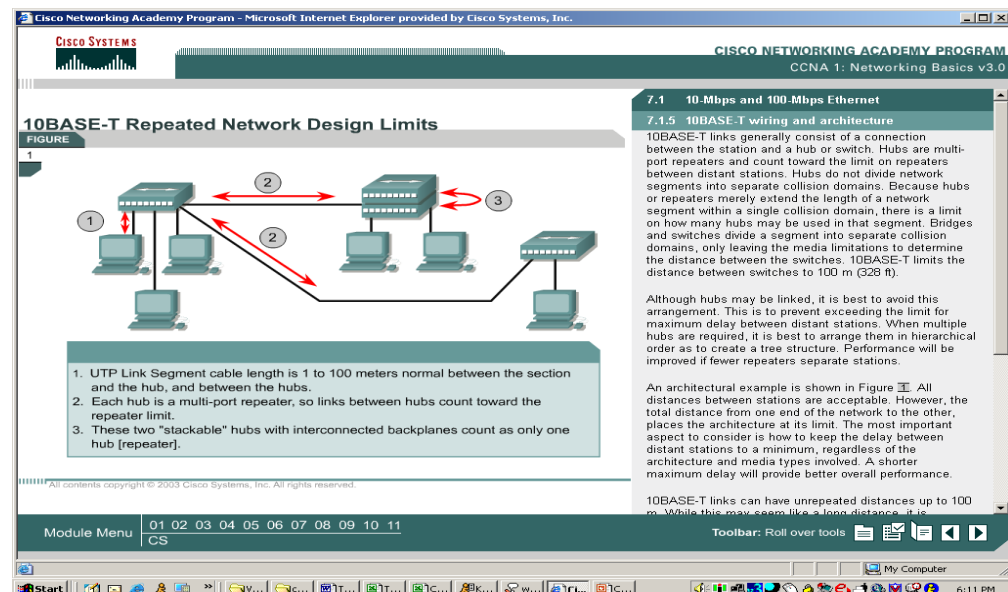 Cisco Networking Academy Program - Microsoft Internet Explorer provided by Cisco Systems, Inc.
CISCO SYSTEMS
CISCO NETWORKING ACADEMY PROGRAM
CCNA 1: Networking Basics v3.0
10BASE-T Repeated Network Design Limits
FIGURE
1
2
3
1
2
1. UTP Link Segment cable length is 1 to 100 meters normal between the section
and the hub, and between the hubs.
2. Each hub is a multi-port repeater, so links between hubs count toward the
repeater limit.
3. These two "stackable" hubs with interconnected backplanes count as only one
hub [repeater].
All contents copyright © 2003 Cisco Systems, Inc. All rights reserved.
7.1 10-Mbps and 100-Mbps Ethernet
7.1.5 10BASE-T wiring and architecture
10BASE-T links generally consist of a connection
between the station and a hub or switch. Hubs are multi-
port repeaters and count toward the limit on repeaters
between distant stations. Hubs do not divide network
segments into separate collision domains. Because hubs
or repeaters merely extend the length of a network
segment within a single collision domain, there is a limit
on how many hubs may be used in that segment. Bridges
and switches divide a segment into separate collision
domains, only leaving the media limitations to determine
the distance between the switches. 10BASE-T limits the
distance between switches to 100 m (328 ft).
Although hubs may be linked, it is best to avoid this
arrangement. This is to prevent exceeding the limit for
maximum delay between distant stations. When multiple
hubs are required, it is best to arrange them in hierarchical
order as to create a tree structure. Performance will be
improved if fewer repeaters separate stations.
An architectural example is shown in Figure 1. All
distances between stations are acceptable. However, the
total distance from one end of the network to the other,
places the architecture at its limit. The most important
aspect to consider is how to keep the delay between
distant stations to a minimum, regardless of the
architecture and media types involved. A shorter
maximum delay will provide better overall performance.
10BASE-T links can have unrepeated distances up to 100
m. While this may seem like a long distance, it is
Module Menu
01 02 03 04 05 06 07 08 09 10 11
CS
Toolbar: Roll over tools
My Computer
Start
6:11 PM